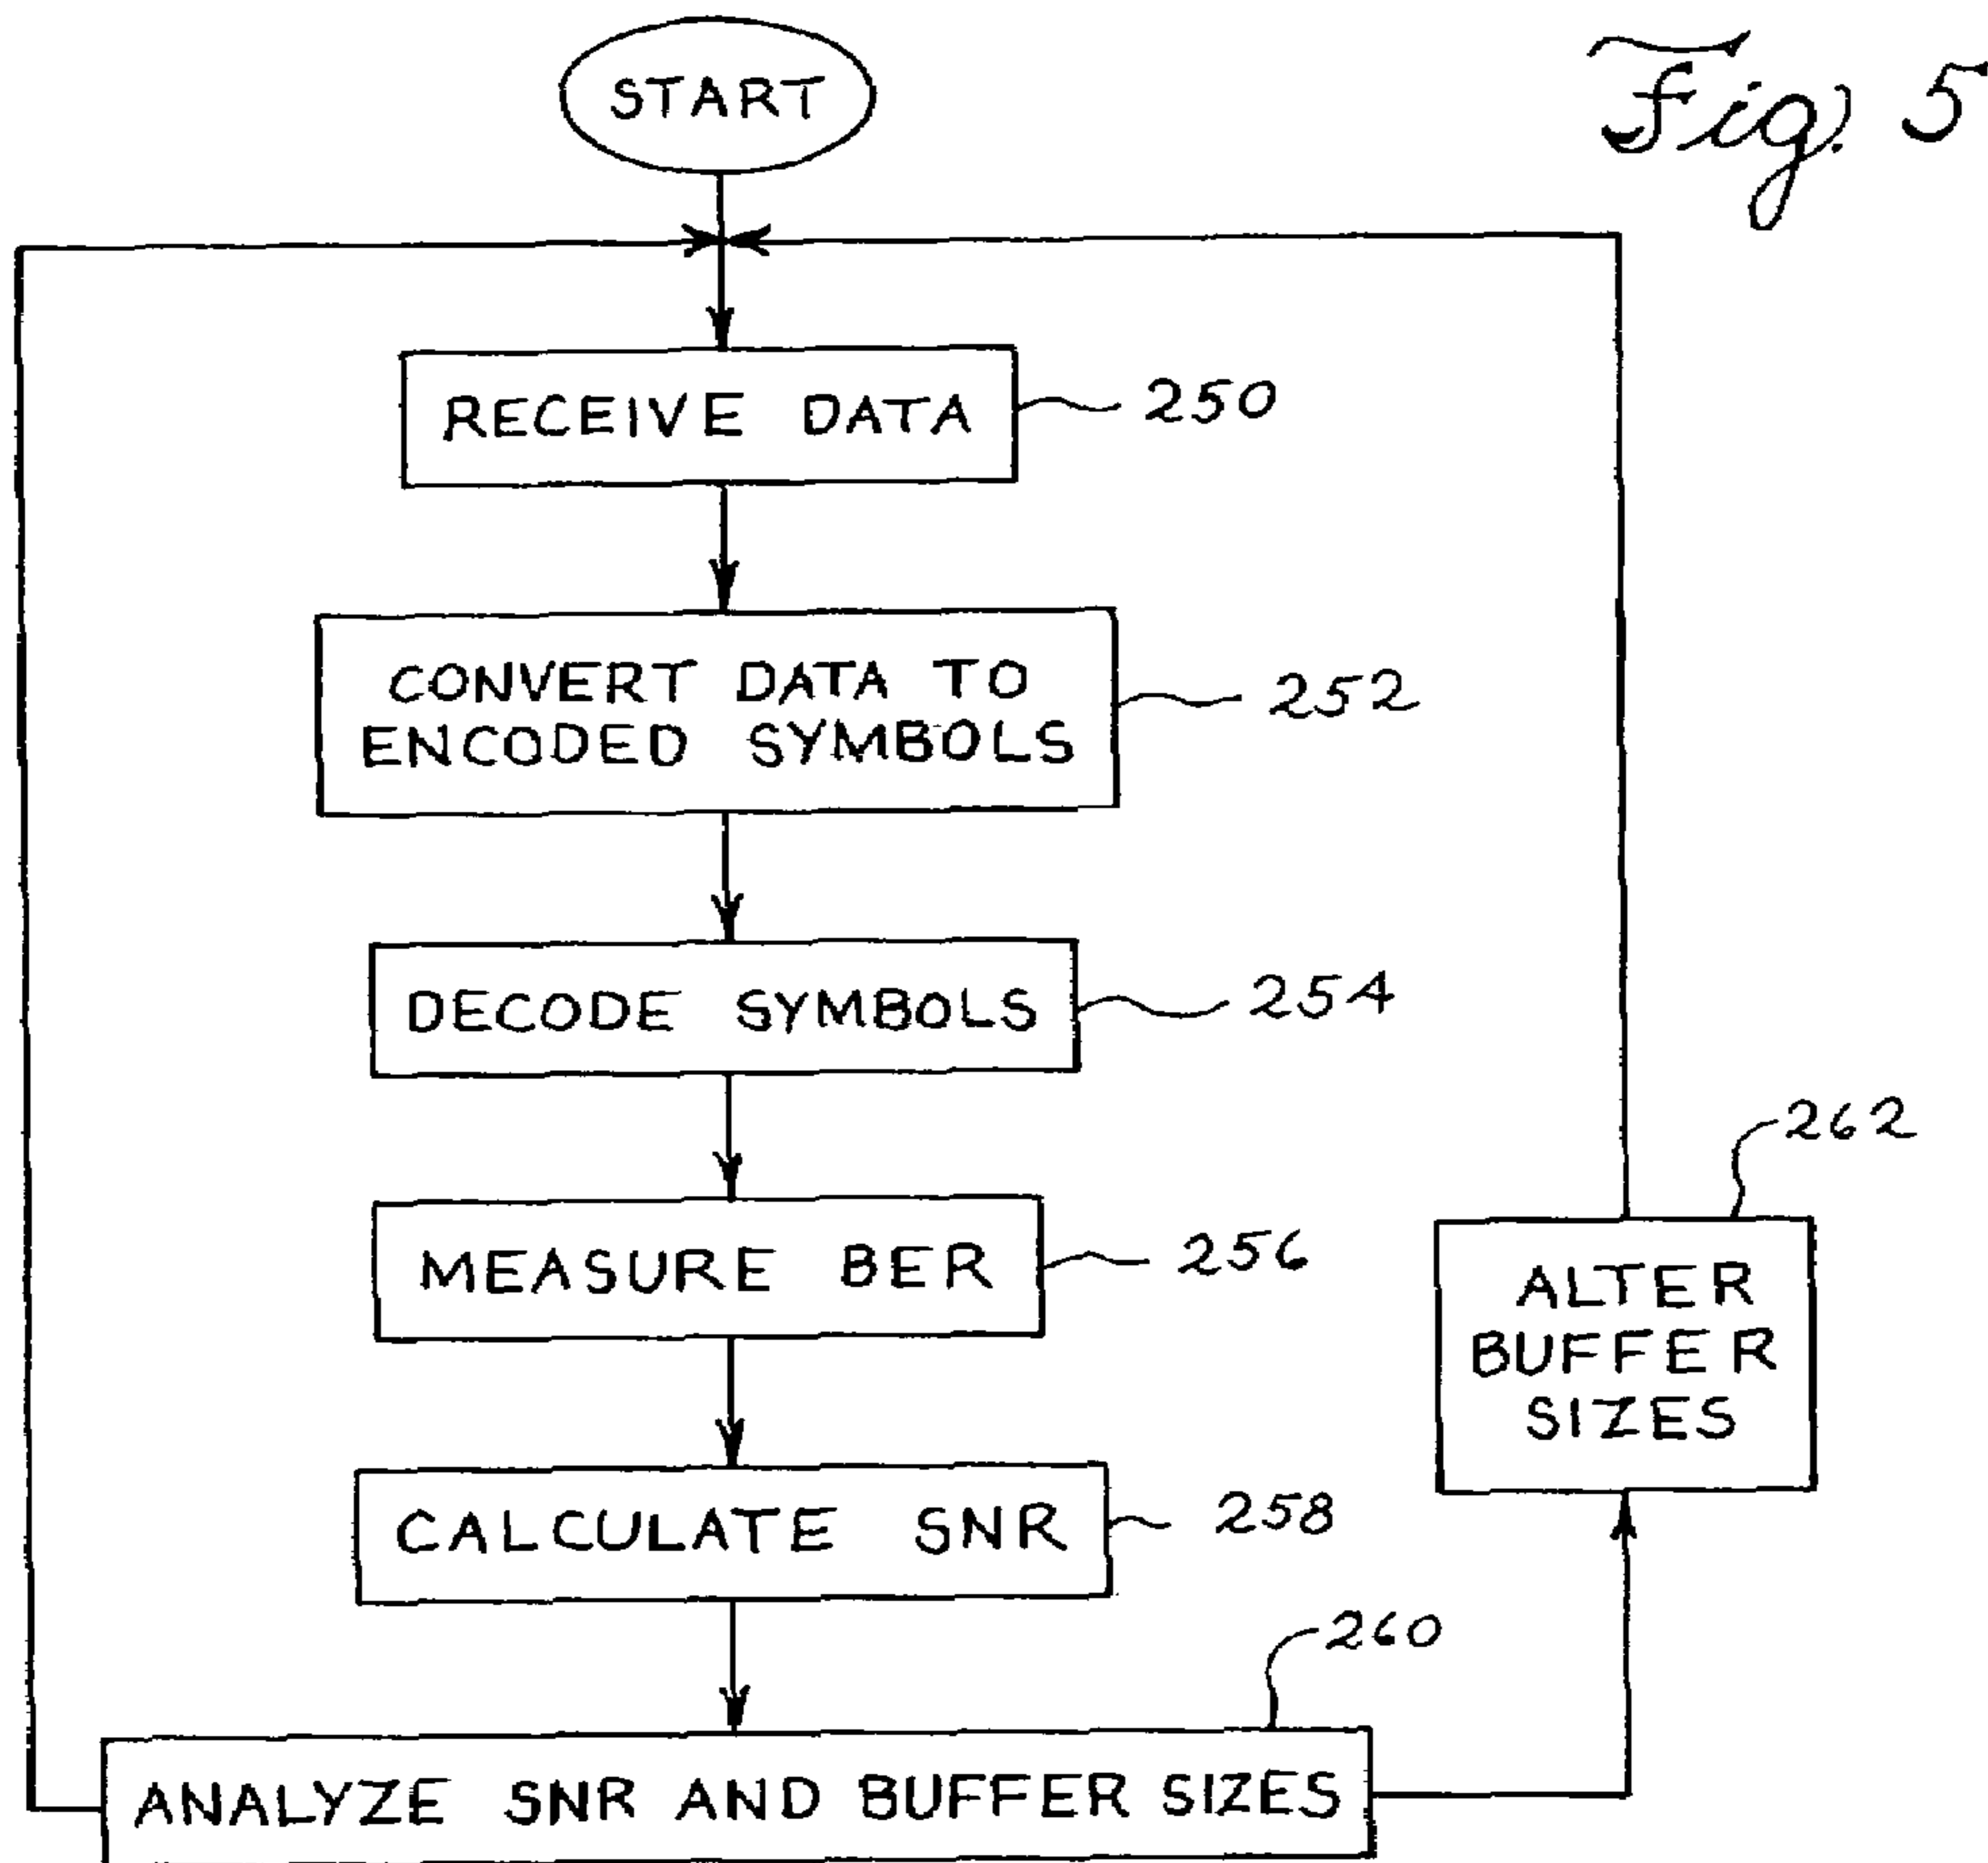 Fig. 5
START
RECEIVE DATA
250
CONVERT DATA TO
ENCODED SYMBOLS
252
DECODE SYMBOLS
254
MEASURE BER
256
262
ALTER
BUFFER
SIZES
CALCULATE SNR
258
260
ANALYZE SNR AND BUFFER SIZES